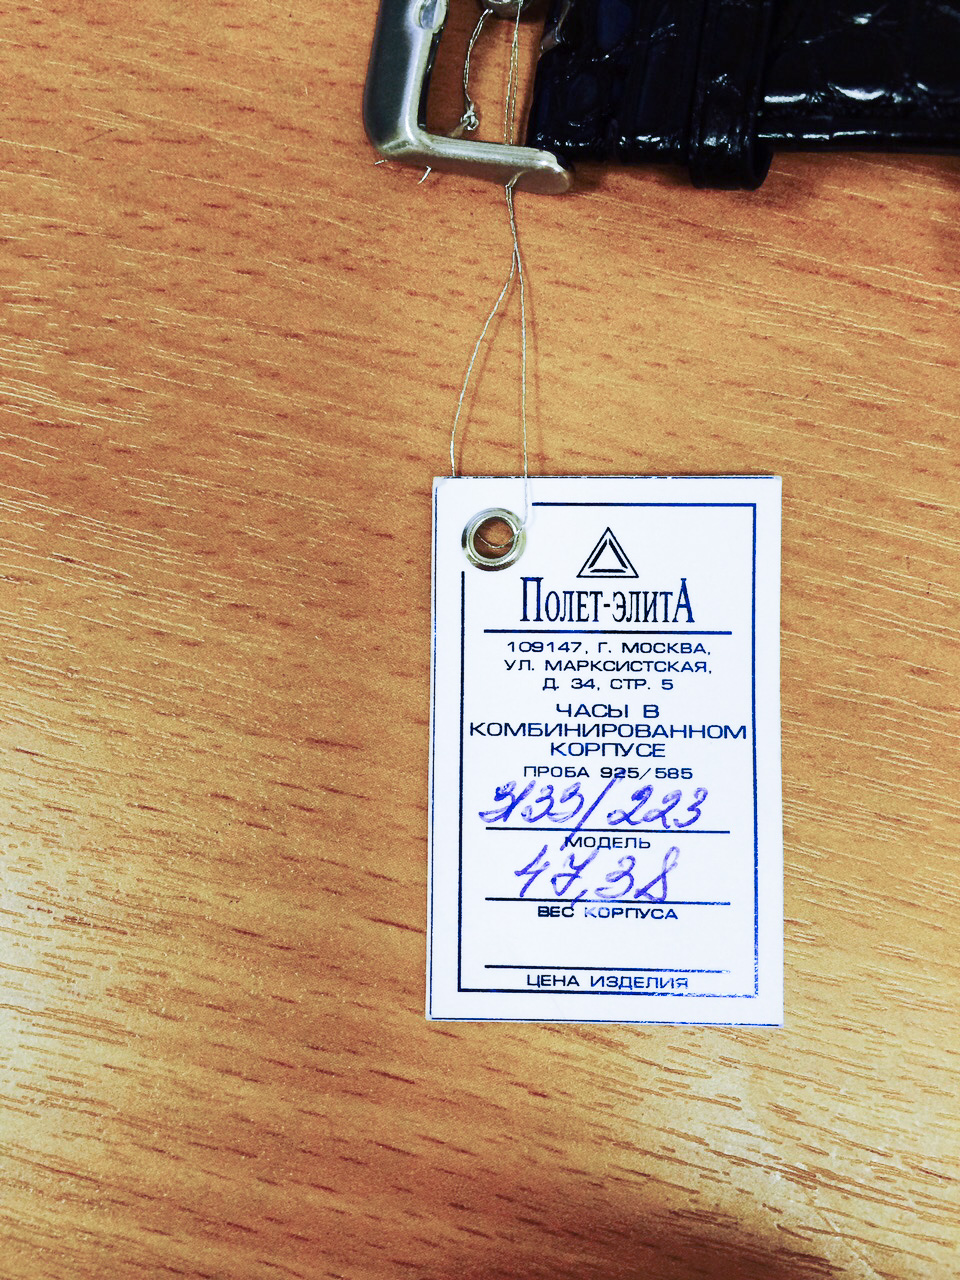 ПОЛЕТ-ЭЛИТА
109147, Г. МОСКВА,
УЛ. МАРКСИСТСКАЯ,
Д. 34, СТР. 5
ЧАСЫ В
КОМБИНИРОВАННОМ
КОРПУСЕ
ПРОБА 925/585
3133/223
МОДЕЛЬ
47,38
ВЕС КОРПУСА
ЦЕНА ИЗДЕЛИЯ